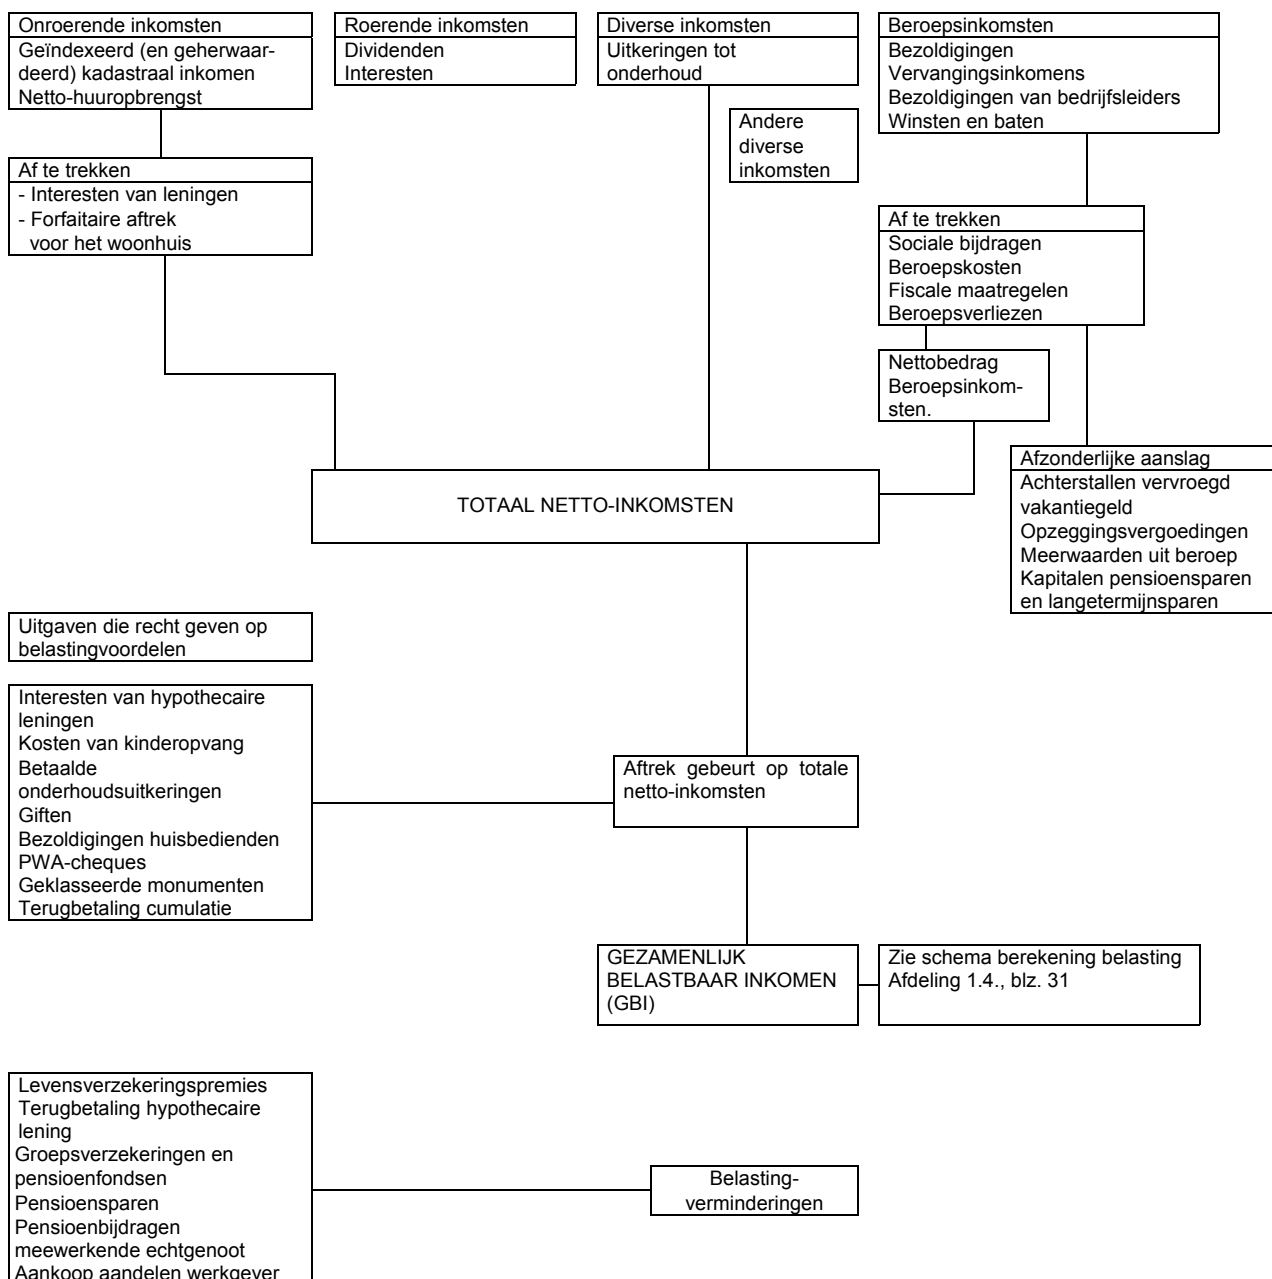 Onroerende inkomsten
Geïndexeerd (en geherwaar-
deerd) kadastraal inkomen
Netto-huuropbrengst
Roerende inkomsten
Dividenden
Interesten
Diverse inkomsten
Uitkeringen tot
onderhoud
Andere
diverse
inkomsten
Beroepsinkomsten
Bezoldigingen
Vervangingsinkomens
Bezoldigingen van bedrijfsleiders
Winsten en baten
Af te trekken
- Interesten van leningen
- Forfaitaire aftrek
voor het woonhuis
Af te trekken
Sociale bijdragen
Beroepskosten
Fiscale maatregelen
Beroepsverliezen
Nettobedrag
Beroepsinkom-
sten.
Afzonderlijke aanslag
Achterstallen vervroegd
vakantiegeld
Opzeggingsvergoedingen
Meerwaarden uit beroep
Kapitalen pensioensparen
en langetermijnsparen
TOTAAL NETTO-INKOMSTEN
Uitgaven die recht geven op
belastingvoordelen
Interesten van hypothecaire
leningen
Kosten van kinderopvang
Betaalde
onderhoudsuitkeringen
Giften
Bezoldigingen huisbedienden
PWA-cheques
Geklasseerde monumenten
Terugbetaling cumulatie
Aftrek gebeurt op totale
netto-inkomsten
GEZAMENLIJK
BELASTBAAR INKOMEN
(GBI)
Zie schema berekening belasting
Afdeling 1.4., blz. 31
Levensverzekeringspremies
Terugbetaling hypothecaire
lening
Groepsverzekeringen en
pensioenfondsen
Pensioensparen
Pensioenbijdragen
meewerkende echtgenoot
Aankoop aandelen werkgever
Belasting-
verminderingen